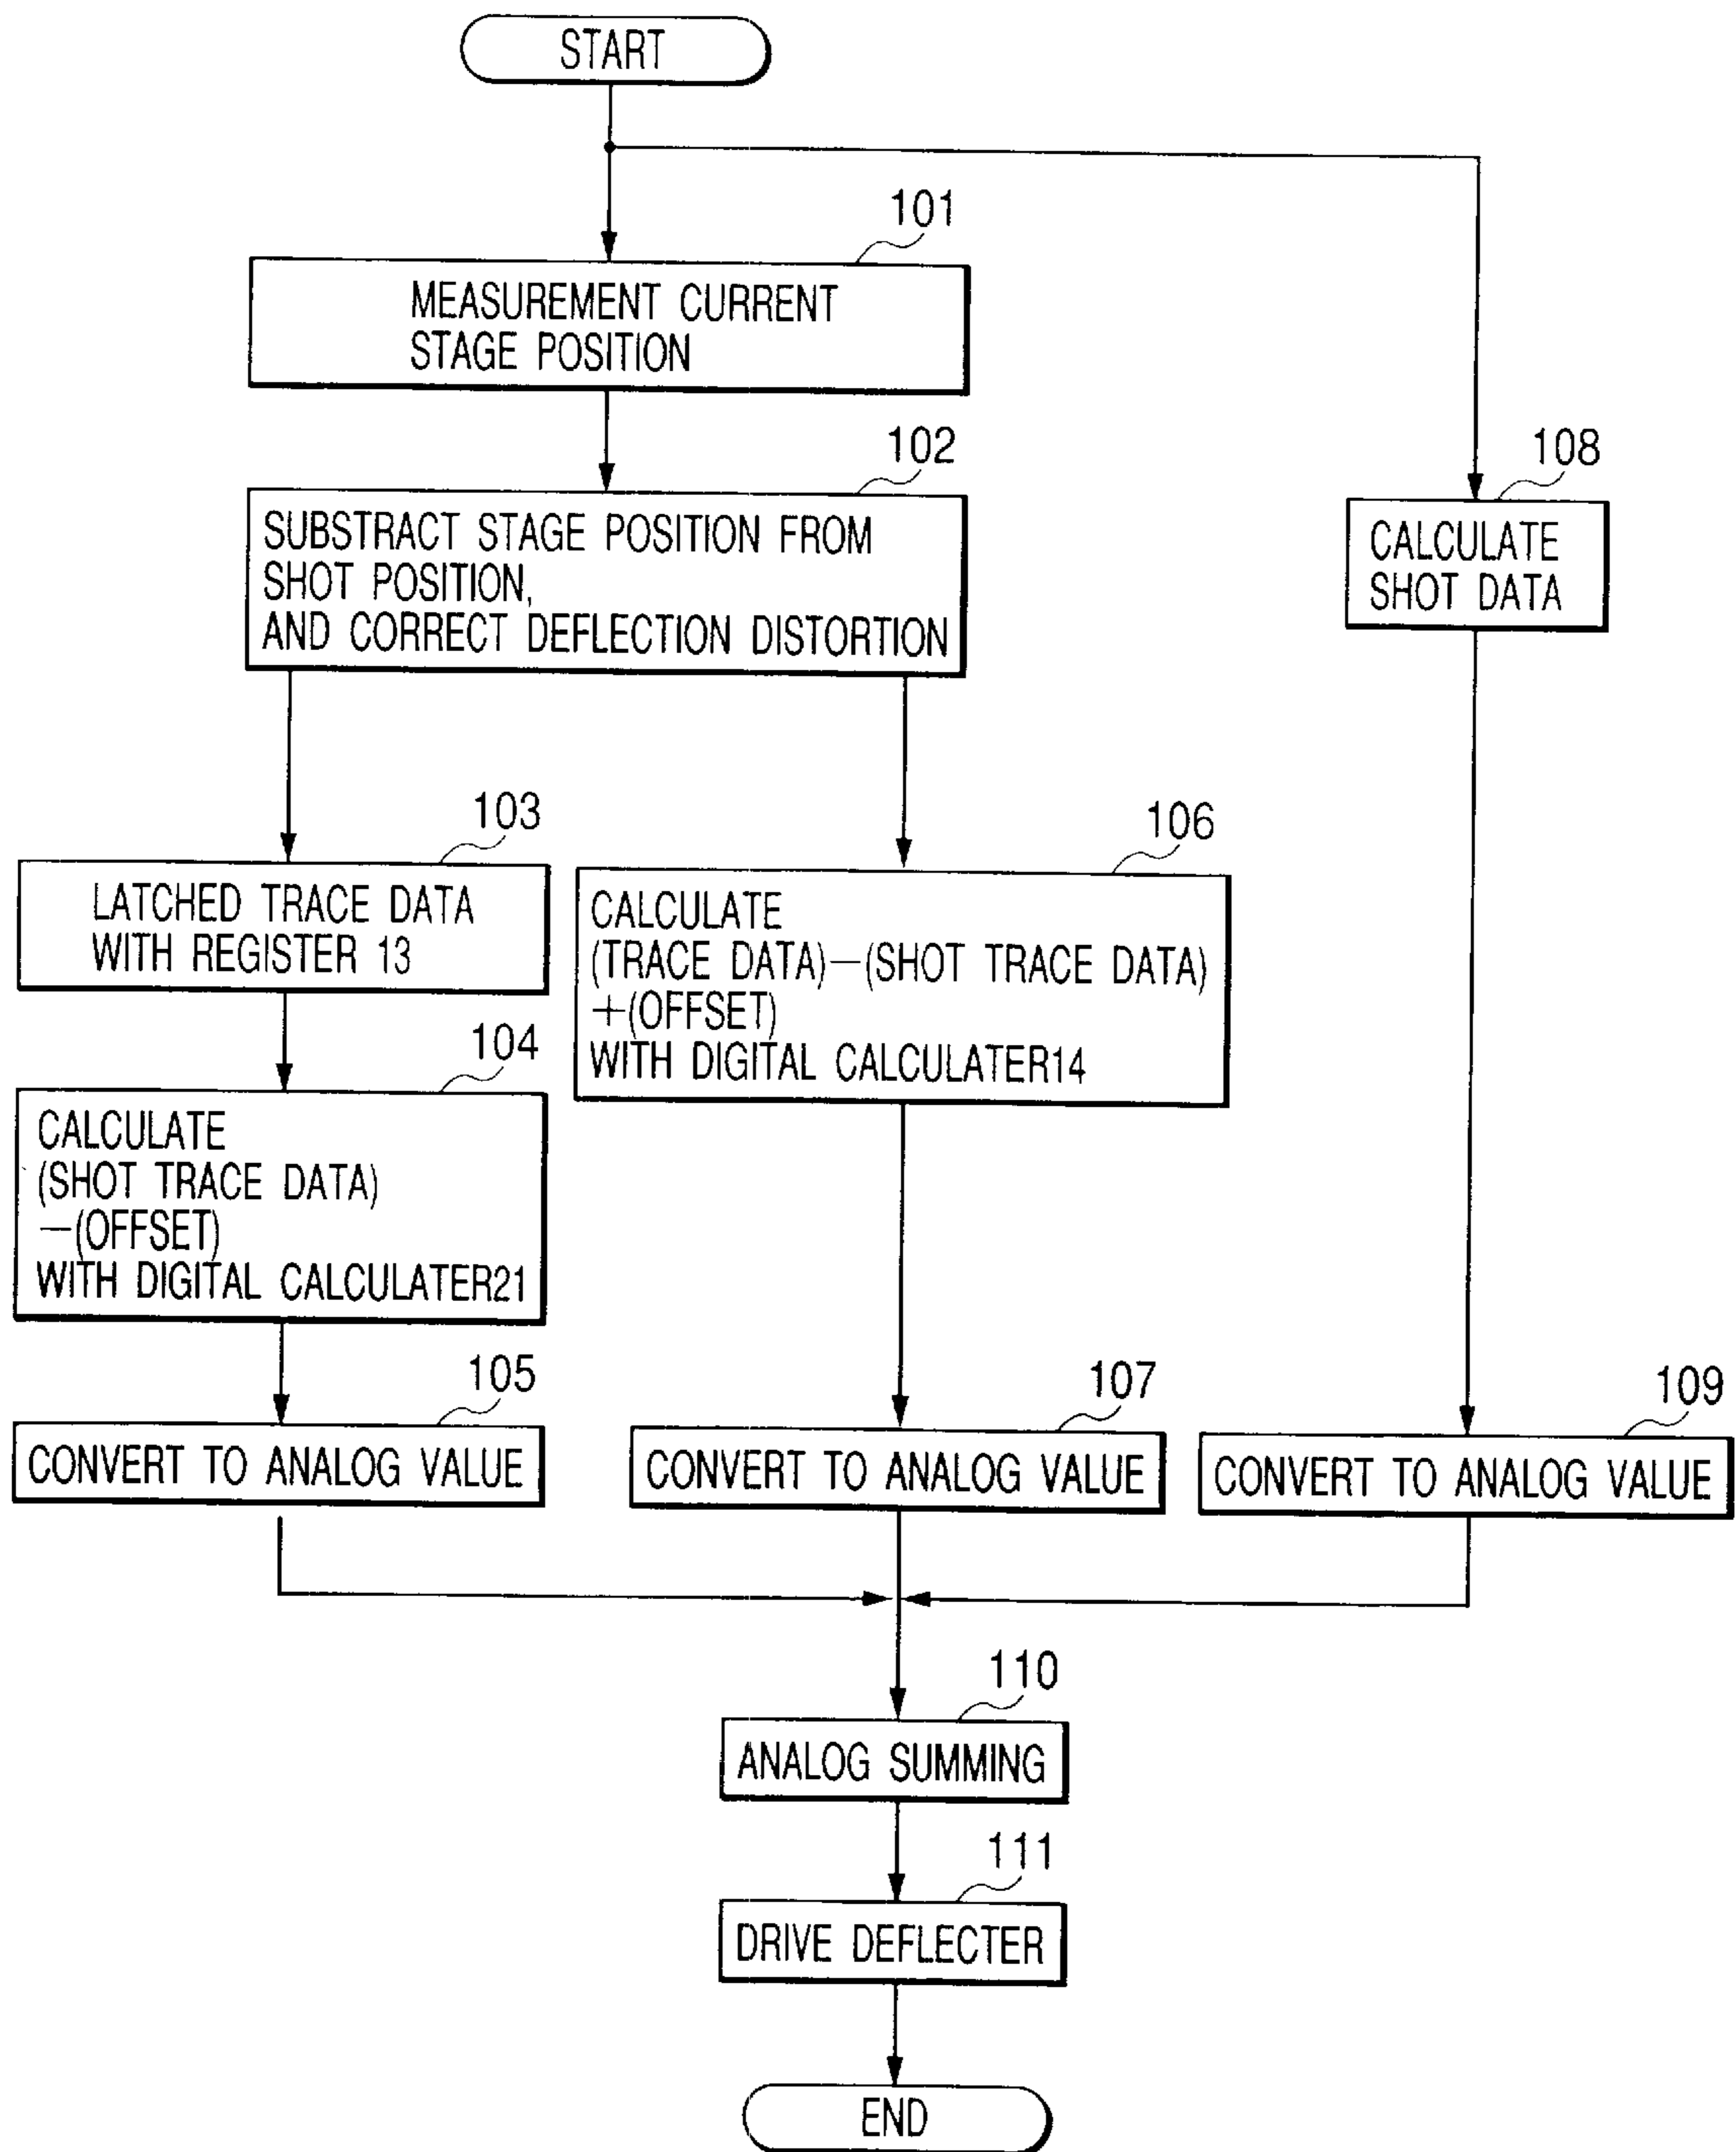 START
101
MEASUREMENT CURRENT
STAGE POSITION
102
SUBSTRACT STAGE POSITION FROM
SHOT POSITION,
AND CORRECT DEFLECTION DISTORTION
108
CALCULATE
SHOT DATA
103
LATCHED TRACE DATA
WITH REGISTER 13
106
CALCULATE
(TRACE DATA)—(SHOT TRACE DATA)
+(OFFSET)
WITH DIGITAL CALCULATER14
104
CALCULATE
(SHOT TRACE DATA)
—(OFFSET)
WITH DIGITAL CALCULATER21
105
CONVERT TO ANALOG VALUE
107
CONVERT TO ANALOG VALUE
109
CONVERT TO ANALOG VALUE
110
ANALOG SUMMING
111
DRIVE DEFLECTER
END